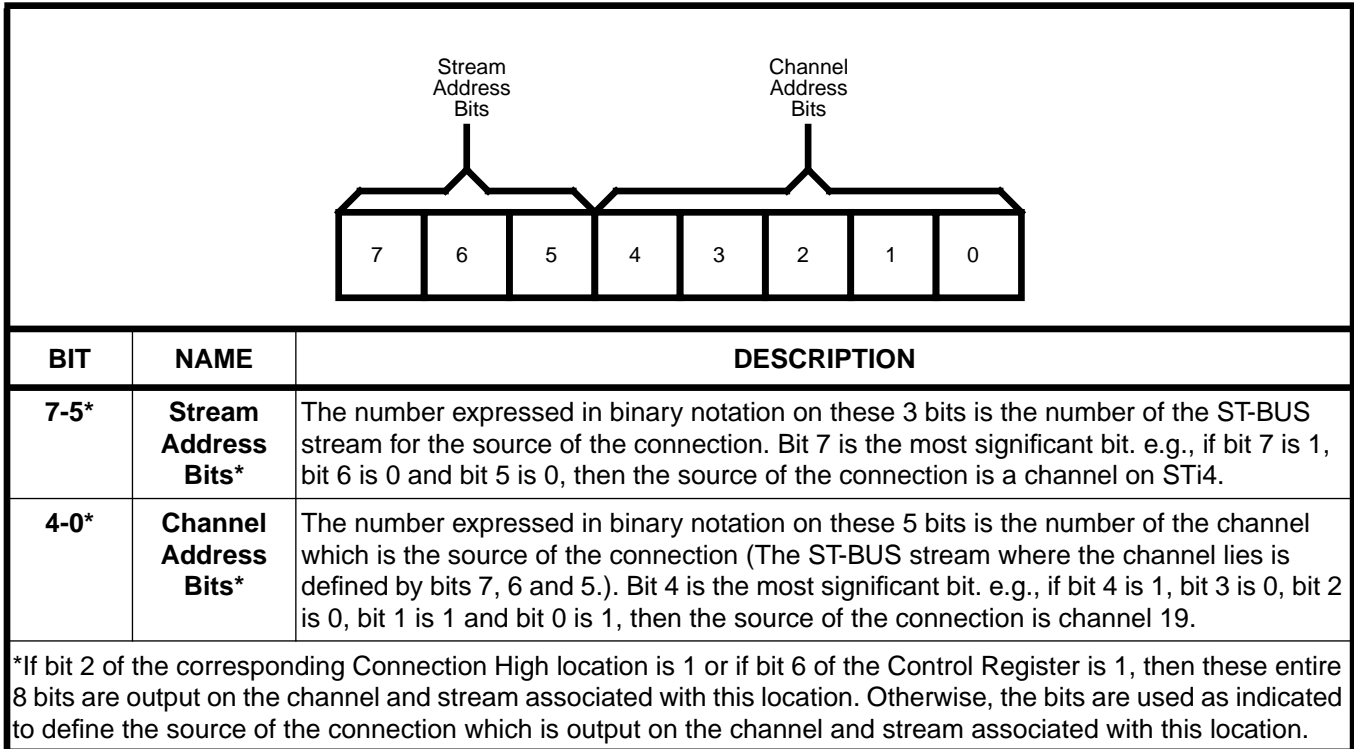 Stream
Address
Bits
Channel
Address
Bits
7 6 5 4 3 2 1 0
BIT NAME DESCRIPTION
7-5* Stream Address Bits* The number expressed in binary notation on these 3 bits is the number of the ST-BUS
stream for the source of the connection. Bit 7 is the most significant bit. e.g., if bit 7 is 1,
bit 6 is 0 and bit 5 is 0, then the source of the connection is a channel on STi4.
4-0* Channel Address Bits* The number expressed in binary notation on these 5 bits is the number of the channel
which is the source of the connection (The ST-BUS stream where the channel lies is
defined by bits 7, 6 and 5.). Bit 4 is the most significant bit. e.g., if bit 4 is 1, bit 3 is 0, bit 2
is 0, bit 1 is 1 and bit 0 is 1, then the source of the connection is channel 19.
*If bit 2 of the corresponding Connection High location is 1 or if bit 6 of the Control Register is 1, then these entire
8 bits are output on the channel and stream associated with this location. Otherwise, the bits are used as indicated
to define the source of the connection which is output on the channel and stream associated with this location.